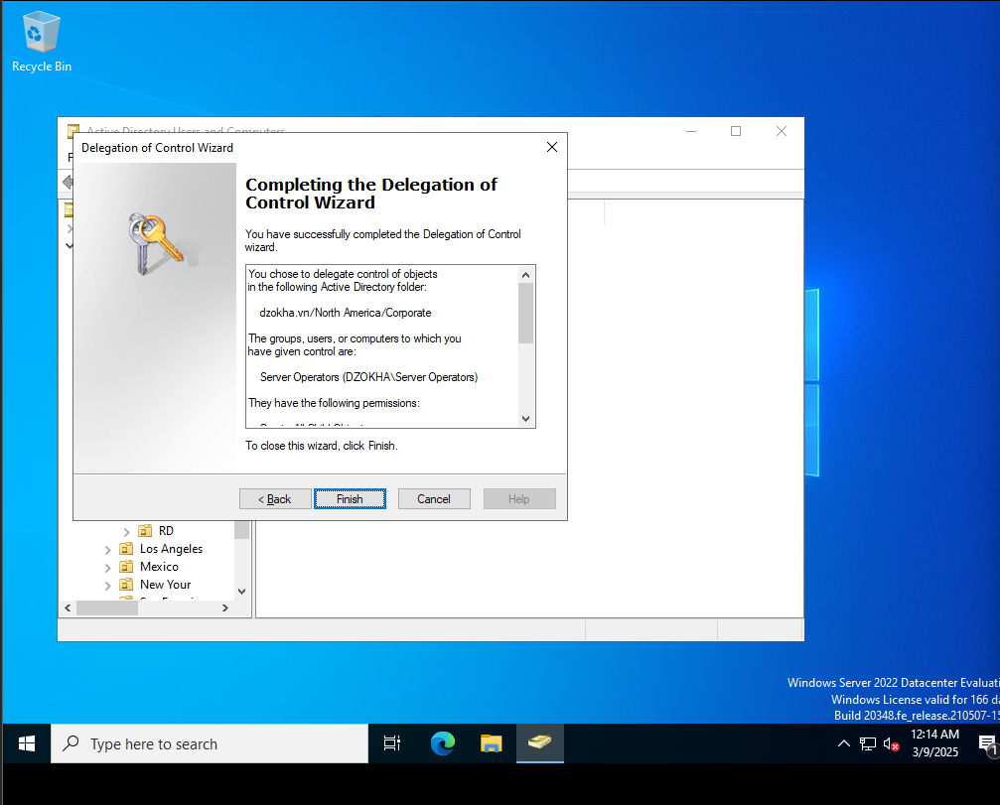 Recycle Bin
Active Directory Users and Computers
Delegation of Control Wizard
F
Completing the Delegation of
Control Wizard
You have successfully completed the Delegation of Control
wizard.
You chose to delegate control of objects
in the following Active Directory folder:
dzokha.vn/North America/Corporate
The groups, users, or computers to which you
have given control are:
Server Operators (DZOKHA\Server Operators)
They have the following permissions:
To close this wizard, click Finish.
< Back
Finish
Cancel
Help
RD
Los Angeles
Mexico
New Your
Windows Server 2022 Datacenter Evaluati
Windows License valid for 166 da
Build 20348.fe_release.210507-15
Type here to search
12:14 AM
3/9/2025
1